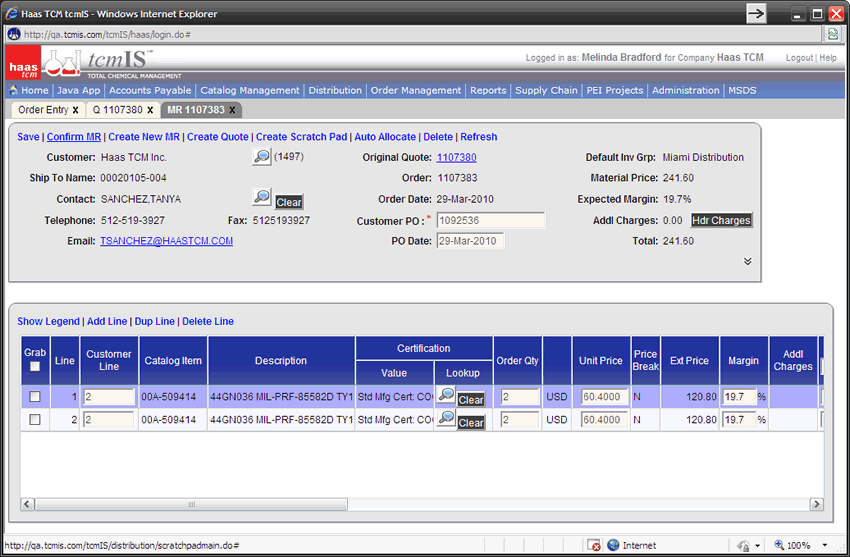 Haas TCM tcmIS - Windows Internet Explorer
http://qa.tcmis.com/tcmIS/haas/login.do#
haas tcm
tcmIS™
TOTAL CHEMICAL MANAGEMENT
Logged in as: Melinda Bradford for Company Haas TCM
Logout | Help
Home | Java App | Accounts Payable | Catalog Management | Distribution | Order Management | Reports | Supply Chain | PEI Projects | Administration | MSDS
Order Entry x Q 1107380 x MR 1107383 x
Save | Confirm MR | Create New MR | Create Quote | Create Scratch Pad | Auto Allocate | Delete | Refresh
Customer: Haas TCM Inc. (1497) Original Quote: 1107380 Default Inv Grp: Miami Distribution
Ship To Name: 00020105-004 Order: 1107383 Material Price: 241.60
Contact: SANCHEZ,TANYA Clear Order Date: 29-Mar-2010 Expected Margin: 19.7%
Telephone: 512-519-3927 Fax: 5125193927 Customer PO :* 1092536 Addl Charges: 0.00 Hdr Charges
Email: TSANCHEZ@HAASTCM.COM PO Date: 29-Mar-2010 Total: 241.60
Show Legend | Add Line | Dup Line | Delete Line
Grab Line Customer Line Catalog Item Description Certification Value Lookup Order Qty Unit Price Price Break Ext Price Margin Addl Charges
1 2 00A-509414 44GN036 MIL-PRF-85582D TY1 Std Mfg Cert: CO Clear 2 USD 60.4000 N 120.80 19.7 %
2 2 00A-509414 44GN036 MIL-PRF-85582D TY1 Std Mfg Cert: CO Clear 2 USD 60.4000 N 120.80 19.7 %
http://qa.tcmis.com/tcmIS/distribution/scratchpadmain.do#
Internet
100%